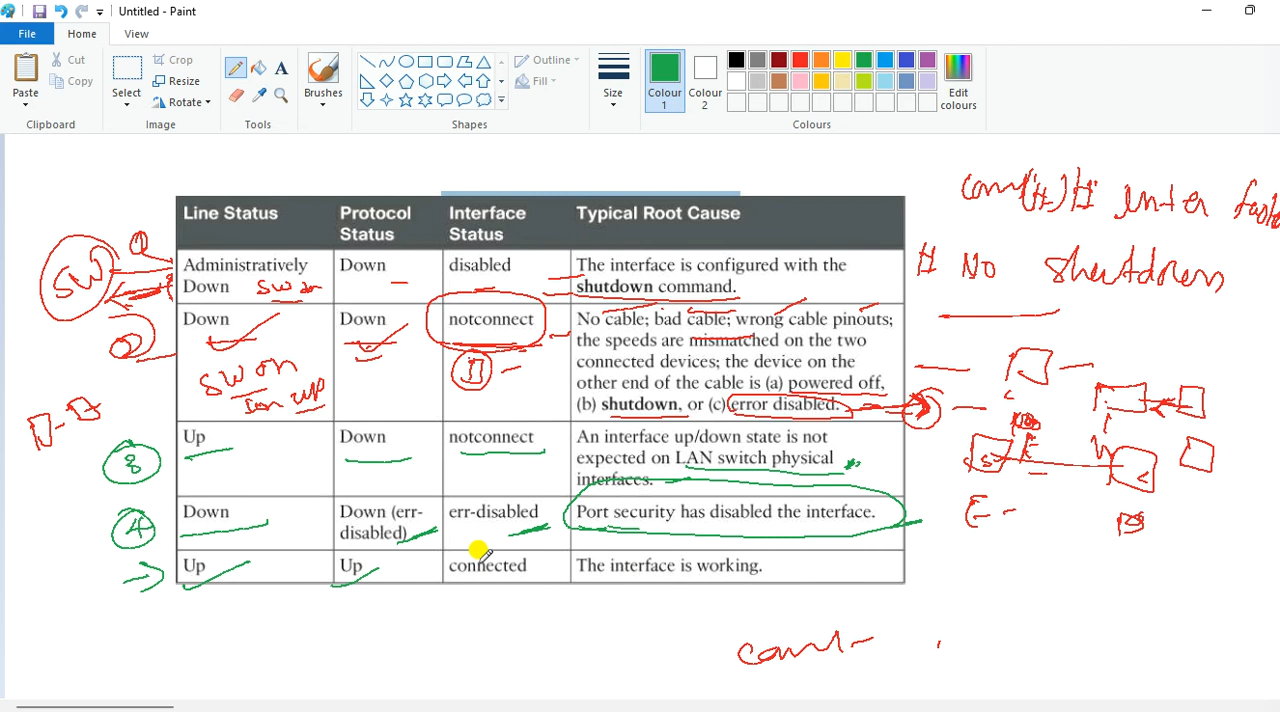 Untitled - Paint
File Home View
Paste
Cut
Copy
Clipboard
Select
Crop
Resize
Rotate
Image
A
Tools
Brushes
Shapes
Outline
Fill
Size
Colour 1
Colour 2
Edit colours
Colours
Line Status
Protocol Status
Interface Status
Typical Root Cause
Administratively Down
Down
disabled
The interface is configured with the
shutdown command.
Down
Down
notconnect
No cable; bad cable; wrong cable pinouts;
the speeds are mismatched on the two
connected devices; the device on the
other end of the cable is (a) powered off,
(b) shutdown, or (c) error disabled.
Up
Down
notconnect
An interface up/down state is not
expected on LAN switch physical
interfaces.
Down
Down (err-
disabled)
err-disabled
Port security has disabled the interface.
Up
Up
connected
The interface is working.
SW
SW on
SW on
up
# No shutdown